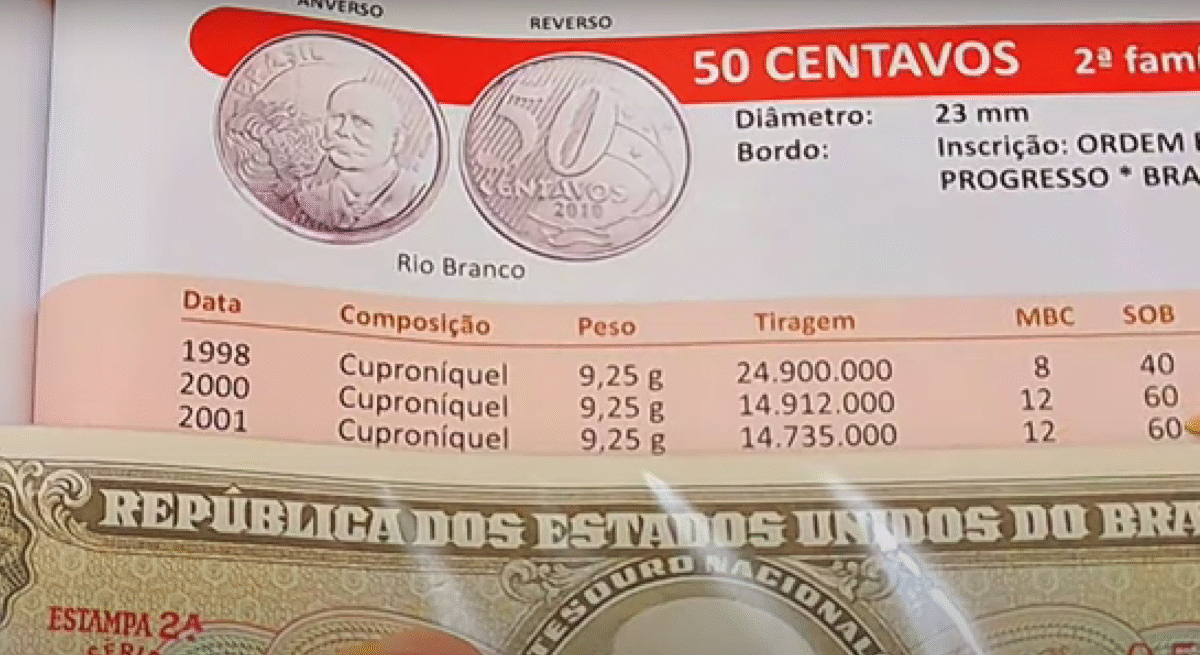 ANVERSO
REVERSO
50 CENTAVOS 2ª
Diâmetro: 23 mm
Bordo: Inscrição: ORDEM
PROGRESSO *
BRASIL
50
CENTAVOS
2010
Rio Branco
Data Composição Peso Tiragem MBC SOB
1998 Cuproníquel 9,25 g 24.900.000 8 40
2000 Cuproníquel 9,25 g 14.912.000 12 60
2001 Cuproníquel 9,25 g 14.735.000 12 60
REPÚBLICA DOS ESTADOS UNIDOS DO
TESOURO NACIONAL
ESTAMPA 2A